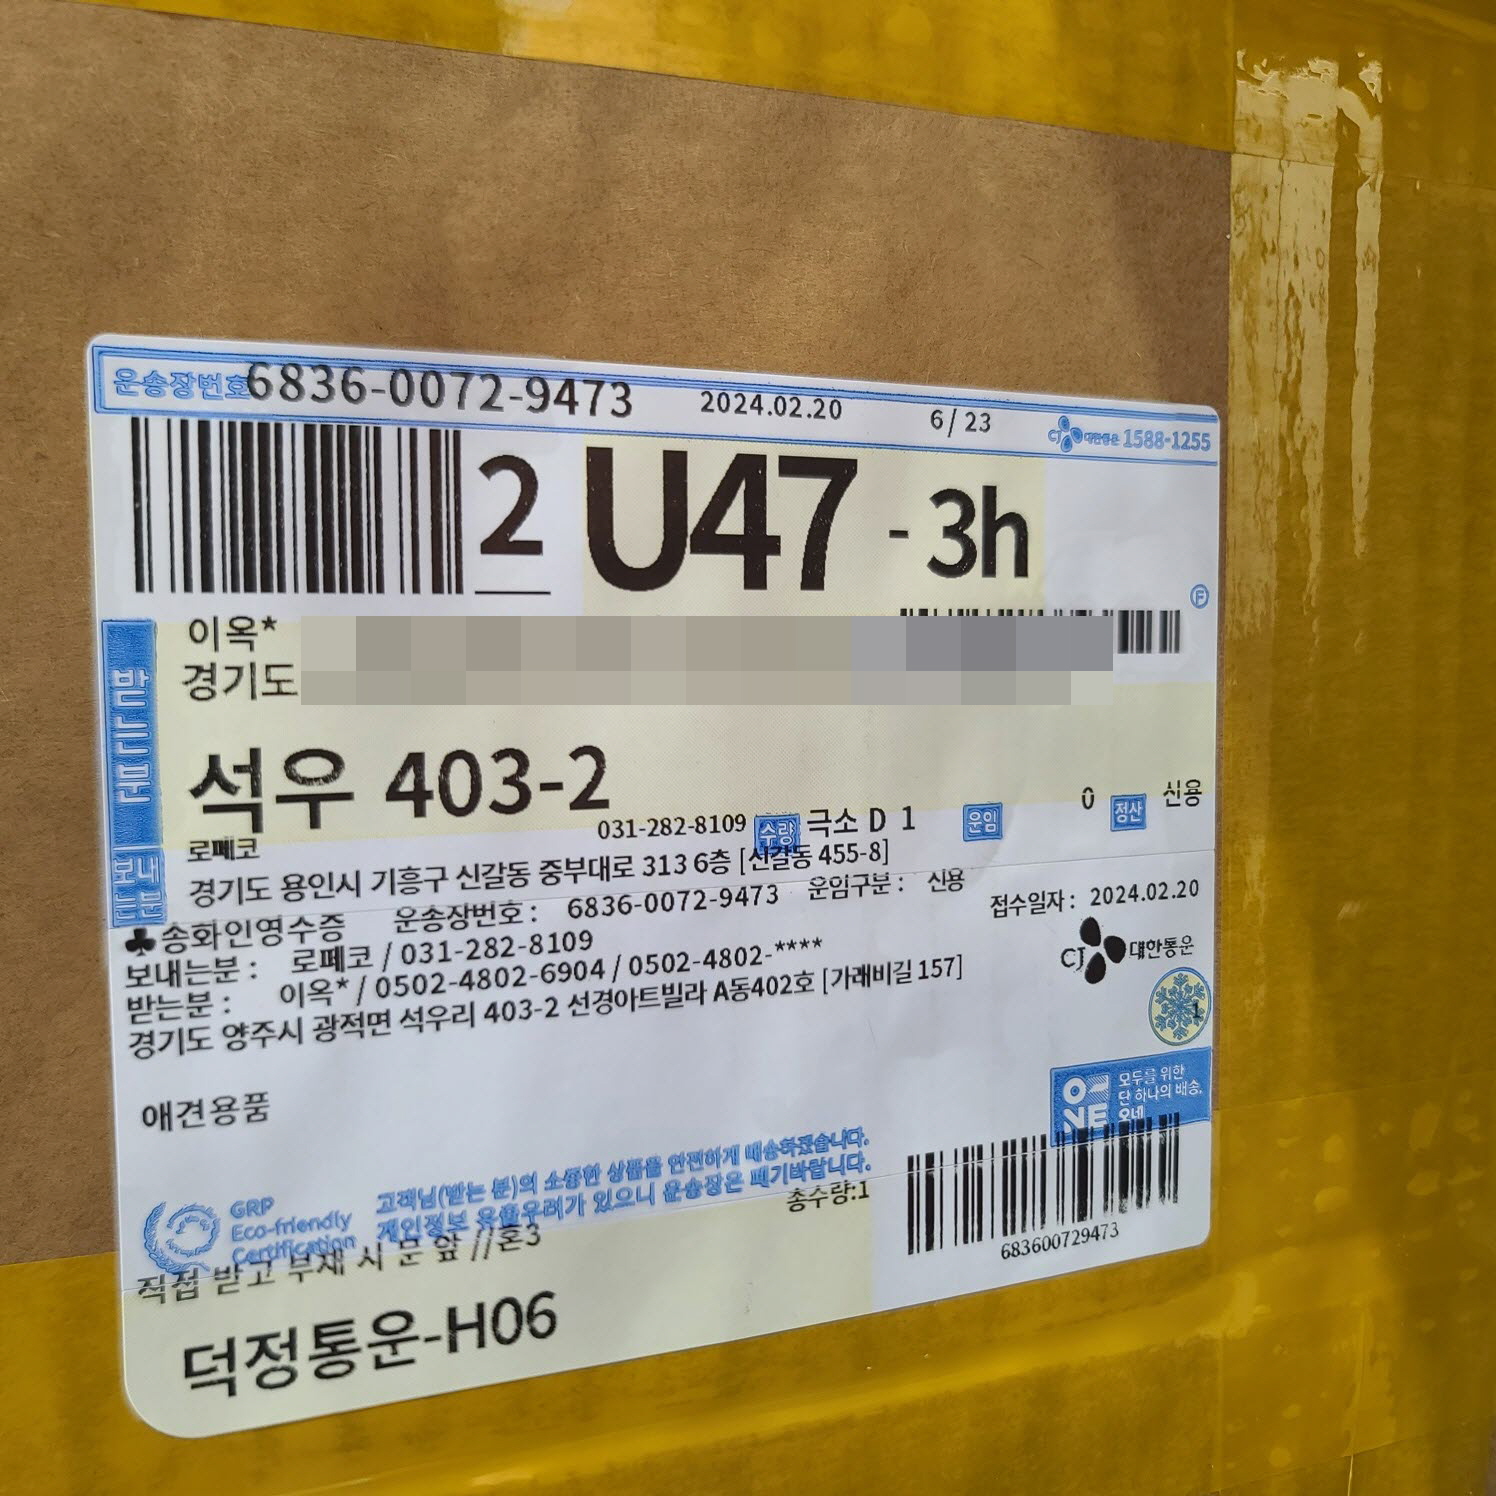 운송장번호 6836-0072-9473 2024.02.20 6/ 23 CJ 대한통운 1588-1255
2 U47 - 3h
F
이옥*
경기도
받는분
석우 403-2
031-282-8109 수량 극소 D 1 운임 0 정산 신용
로페코
보내는분
경기도 용인시 기흥구 신갈동 중부대로 313 6층 [신갈동 455-8]
♣송화인영수증 운송장번호 : 6836-0072-9473 운임구분 : 신용
접수일자 : 2024.02.20
보내는분 : 로페코 / 031-282-8109
받는분 : 이옥* / 0502-4802-6904 / 0502-4802-****
경기도 양주시 광적면 석우리 403-2 선경아트빌라 A동402호 [가래비길 157]
CJ 대한통운
1
애견용품
ONE 모두를 위한
단 하나의 배송,
오네
GRP
Eco-friendly
Certification
고객님(받는 분)의 소중한 상품을 안전하게 배송하겠습니다.
개인정보 유출우려가 있으니 운송장은 폐기바랍니다.
총수량:1
직접 받고 부재 시 문 앞 //혼3
683600729473
덕정통운-H06